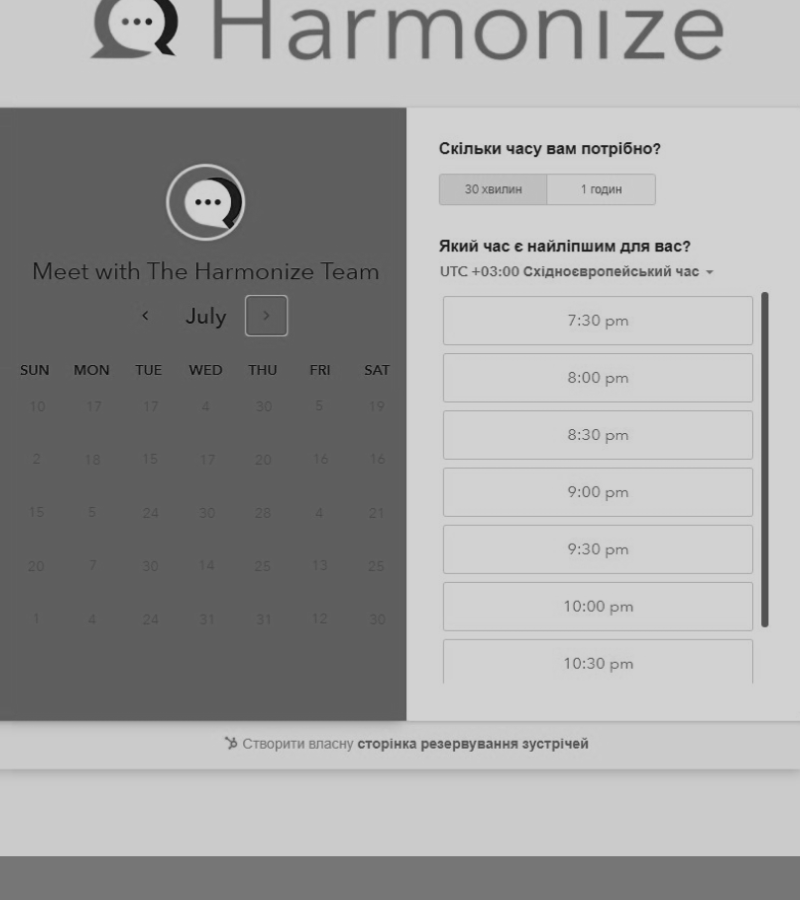 Harmonize
Meet with The Harmonize Team
July
SUN MON TUE WED THU FRI SAT
10 17 17 4 30 5 19
2 18 15 17 20 16 16
15 5 24 30 28 4 21
20 7 30 14 25 13 25
1 4 24 31 31 12 30
Скільки часу вам потрібно?
30 хвилин 1 годин
Який час є найліпшим для вас?
UTC +03:00 Східноєвропейський час
7:30 pm
8:00 pm
8:30 pm
9:00 pm
9:30 pm
10:00 pm
10:30 pm
Створити власну сторінка резервування зустрічей